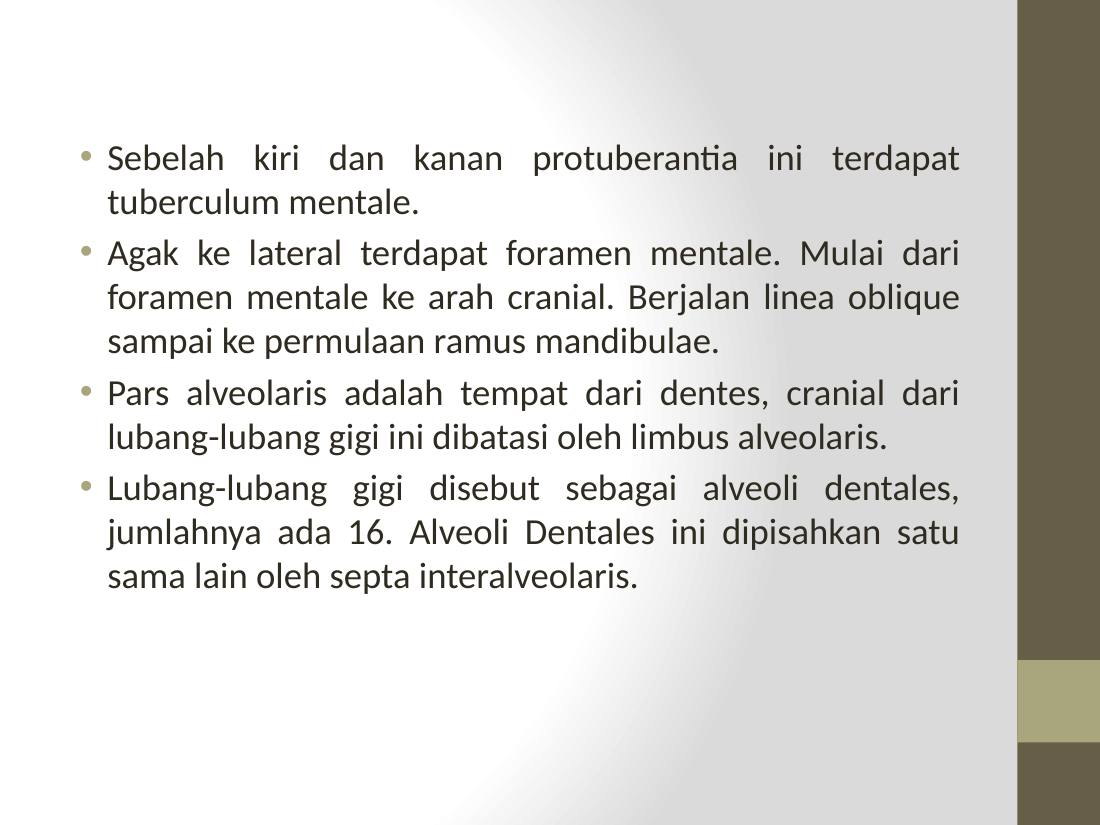 • Sebelah kiri dan kanan protuberantia ini terdapat
tuberculum mentale.
• Agak ke lateral terdapat foramen mentale. Mulai dari
foramen mentale ke arah cranial. Berjalan linea oblique
sampai ke permulaan ramus mandibulae.
• Pars alveolaris adalah tempat dari dentes, cranial dari
lubang-lubang gigi ini dibatasi oleh limbus alveolaris.
• Lubang-lubang gigi disebut sebagai alveoli dentales,
jumlahnya ada 16. Alveoli Dentales ini dipisahkan satu
sama lain oleh septa interalveolaris.